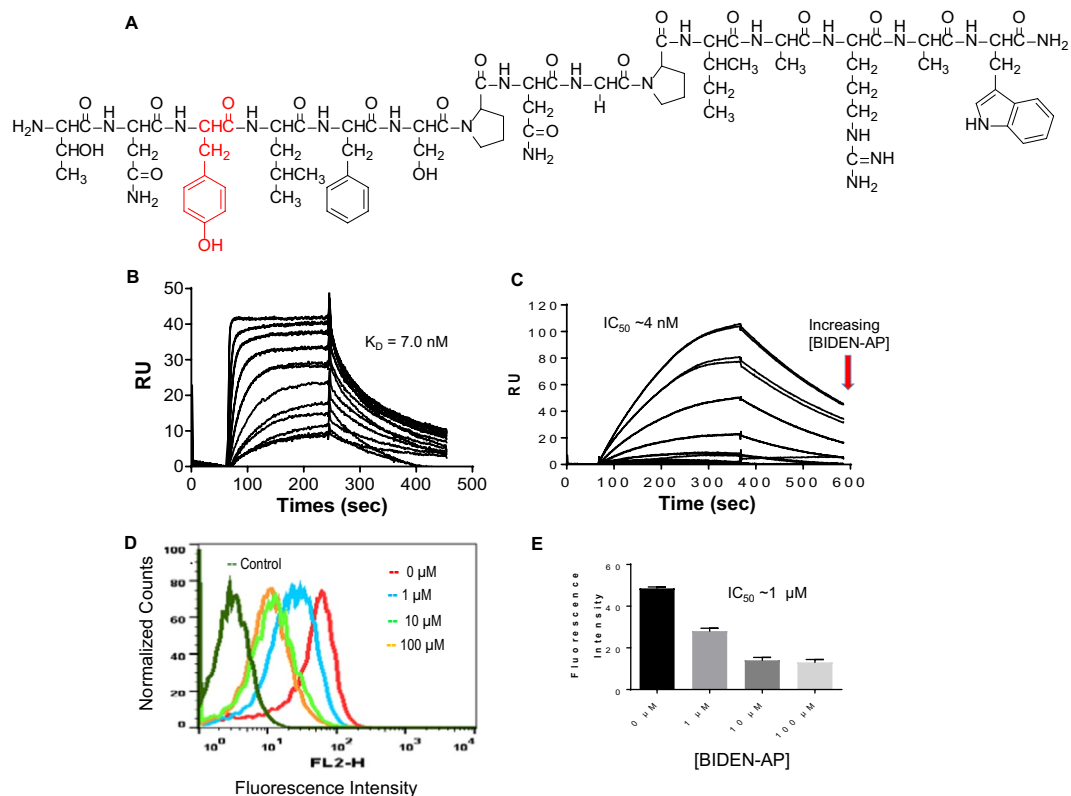 A
O H O H O H O H O H O
C N CHC N CHC N CHC N CHC N CHC NH2
O H O H O CHCH3 CH3 CH2 CH3 CH2
C N CHC N CHC N CH2 CH2
O H O H O H O H O H O CH2 H CH3 CH2
H2N CHC N CHC N CHC N CHC N CHC N CHC N C=O NH HN
CHOH CH2 CH2 CH2 CH2 CH2 NH2 C=NH
CH3 C=O CHCH3 OH NH2
NH2 CH3
OH
B
50
40
30
20
10
0
RU
KD = 7.0 nM
0 100 200 300 400 500
Times (sec)
C
120
100
80
60
40
20
0
RU
IC50 ~4 nM
Increasing
[BIDEN-AP]
0 100 200 300 400 500 600
Time (sec)
D
100
80
60
40
20
0
Normalized Counts
Control
0 µM
1 µM
10 µM
100 µM
10^0 10^1 10^2 10^3 10^4
FL2-H
Fluorescence Intensity
E
Fluorescence
Intensity
60
40
20
0
IC50 ~1 µM
0 µM
1 µM
10 µM
100 µM
[BIDEN-AP]